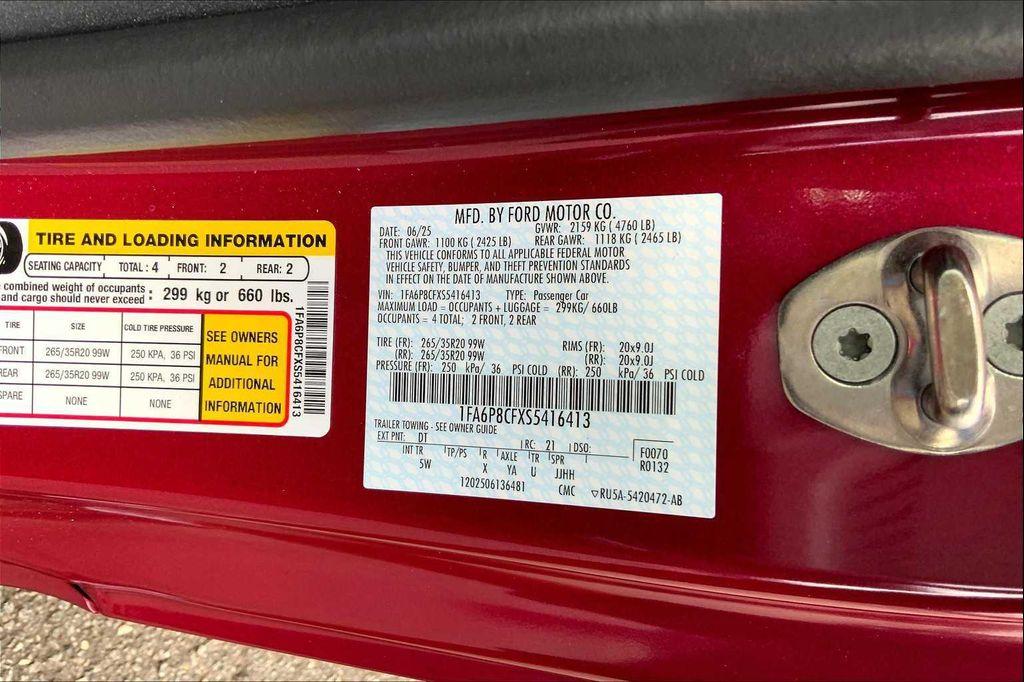 TIRE AND LOADING INFORMATION
SEATING CAPACITY TOTAL : 4 FRONT: 2 REAR: 2
combined weight of occupants
and cargo should never exceed : 299 kg or 660 lbs.
TIRE SIZE COLD TIRE PRESSURE
FRONT 265/35R20 99W 250 KPA, 36 PSI
REAR 265/35R20 99W 250 KPA, 36 PSI
SPARE NONE NONE
SEE OWNERS
MANUAL FOR
ADDITIONAL
INFORMATION
1FA6P8CFXS5416413
MFD. BY FORD MOTOR CO.
DATE: 06/25 GVWR: 2159 KG ( 4760 LB)
FRONT GAWR: 1100 KG ( 2425 LB) REAR GAWR: 1118 KG ( 2465 LB)
THIS VEHICLE CONFORMS TO ALL APPLICABLE FEDERAL MOTOR
VEHICLE SAFETY, BUMPER, AND THEFT PREVENTION STANDARDS
IN EFFECT ON THE DATE OF MANUFACTURE SHOWN ABOVE.
VIN: 1FA6P8CFXS5416413 TYPE: Passenger Car
MAXIMUM LOAD = OCCUPANTS + LUGGAGE = 299KG/ 660LB
OCCUPANTS = 4 TOTAL; 2 FRONT, 2 REAR
TIRE (FR): 265/35R20 99W RIMS (FR): 20x9.0J
(RR): 265/35R20 99W (RR): 20x9.0J
PRESSURE (FR): 250 kPa/ 36 PSI COLD (RR): 250 kPa/ 36 PSI COLD
1FA6P8CFXS5416413
TRAILER TOWING - SEE OWNER GUIDE
EXT PNT: DT RC: 21 DSO: F0070
INT TR TP/PS R AXLE TR SPR R0132
5W X YA U JJHH
1202506136481 CMC RU5A-5420472-AB